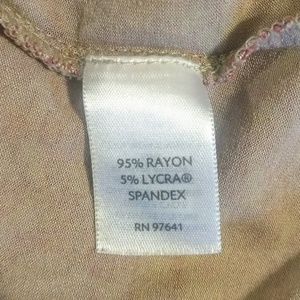 95% RAYON
5% LYCRA®
SPANDEX
RN 97641